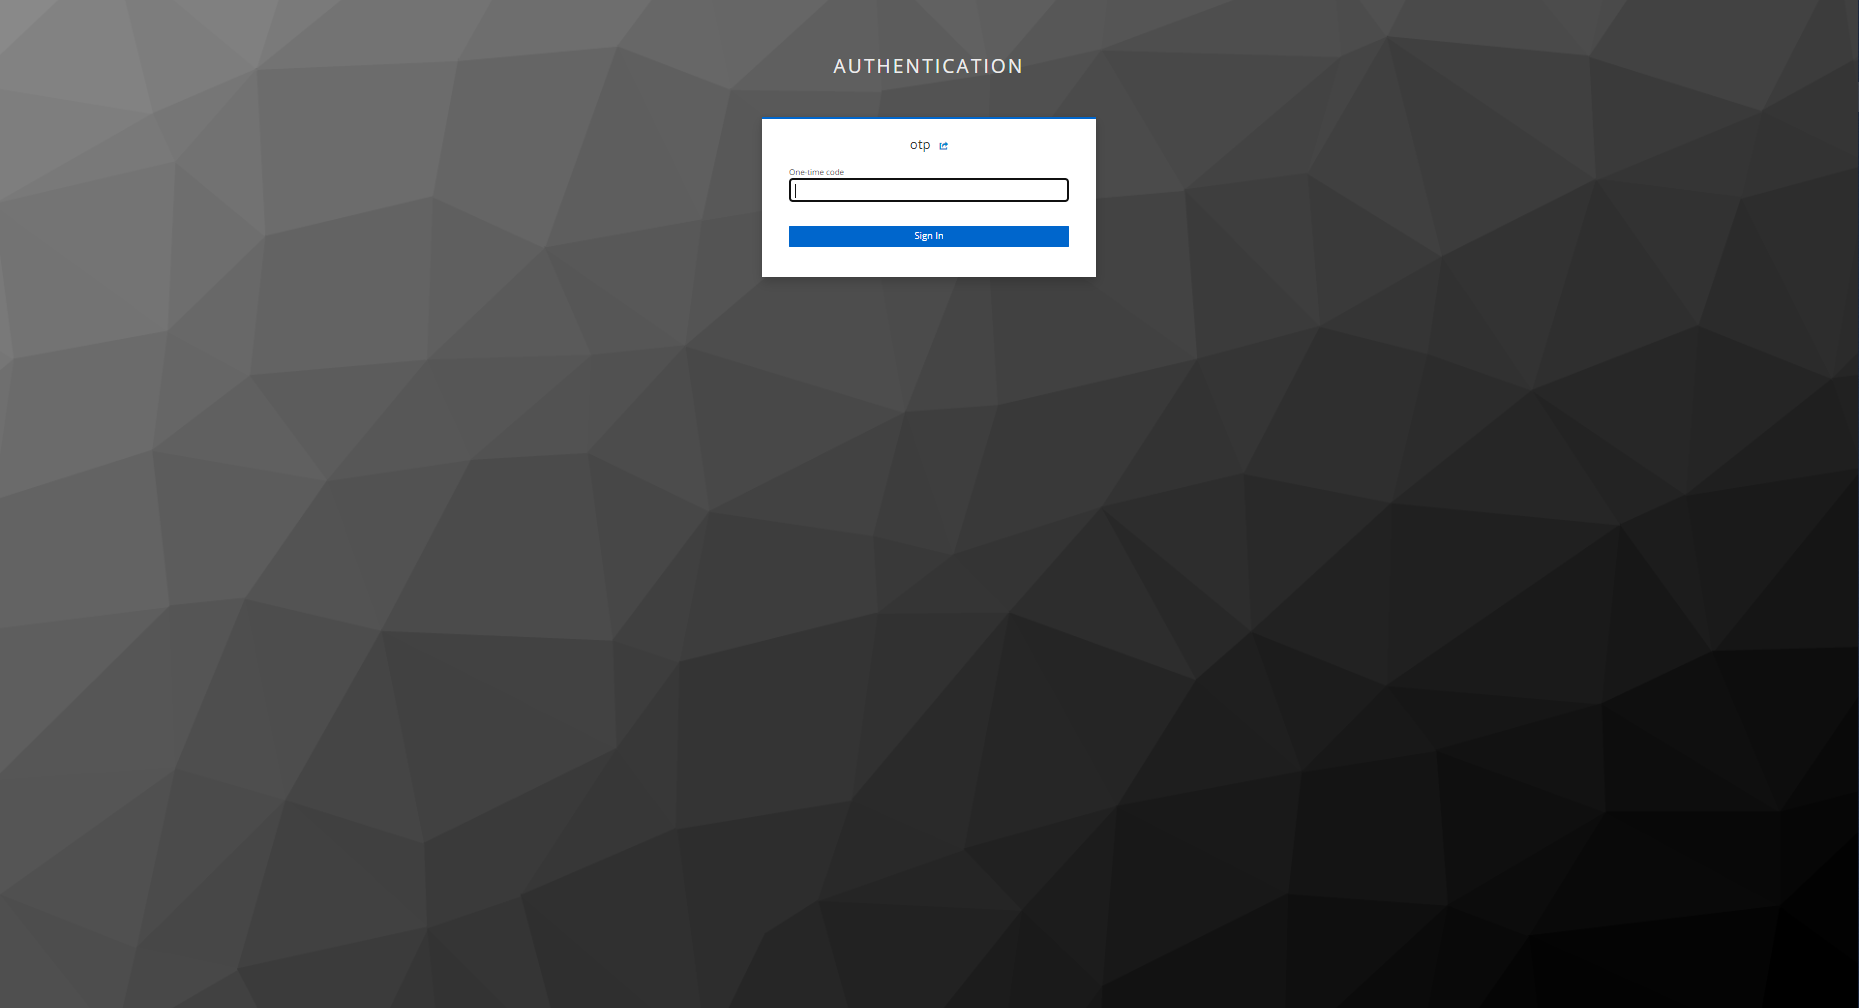 AUTHENTICATION
otp
One-time code
Sign In